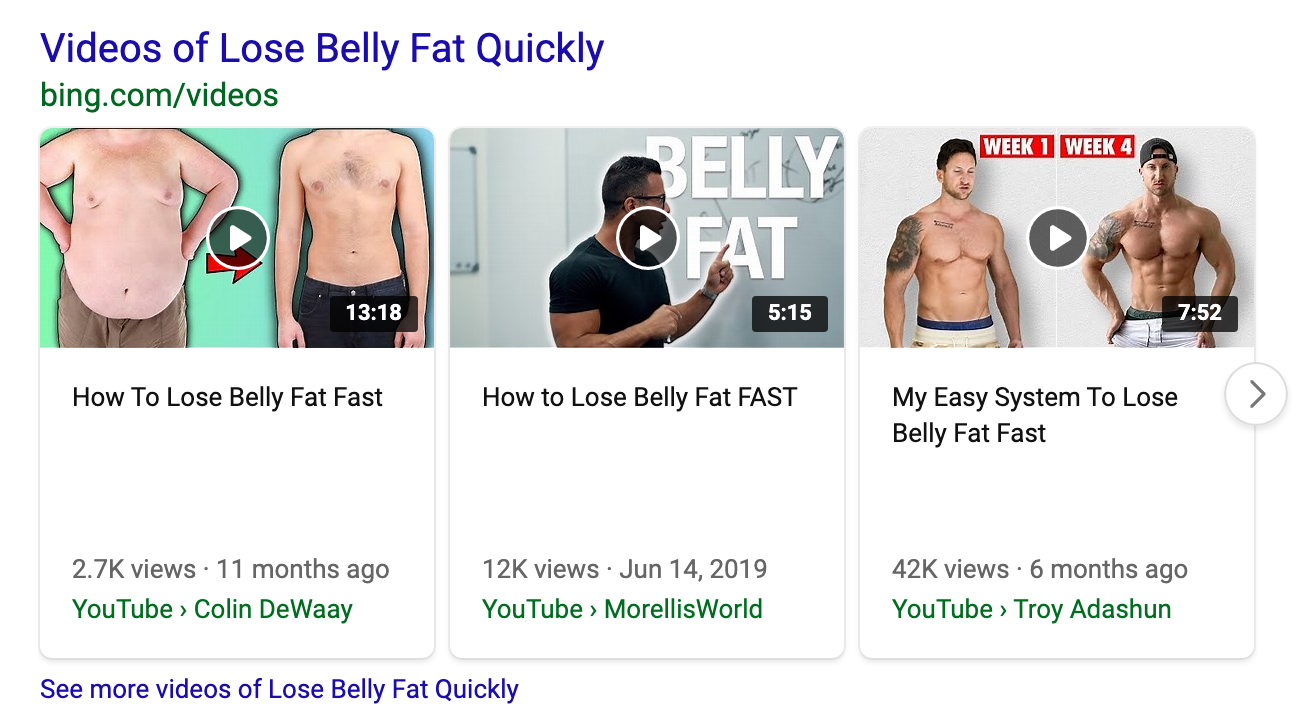 Videos of Lose Belly Fat Quickly
bing.com/videos
13:18
How To Lose Belly Fat Fast
2.7K views · 11 months ago
YouTube › Colin DeWaay
BELLY
FAT
5:15
How to Lose Belly Fat FAST
12K views · Jun 14, 2019
YouTube › MorellisWorld
WEEK 1 WEEK 4
7:52
My Easy System To Lose
Belly Fat Fast
42K views · 6 months ago
YouTube › Troy Adashun
See more videos of Lose Belly Fat Quickly